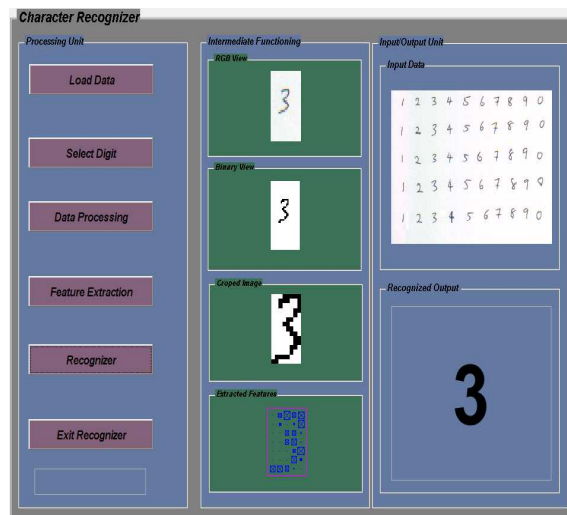 Character Recognizer
Processing Unit
Load Data
Select Digit
Data Processing
Feature Extraction
Recognizer
Exit Recognizer
Intermediate Functioning
RGB View
3
Binary View
3
Croped Image
3
Extracted Features
Input/Output Unit
Input Data
1 2 3 4 5 6 7 8 9 0
1 2 3 4 5 6 7 8 9 0
1 2 3 4 5 6 7 8 9 0
1 2 3 4 5 6 7 8 9 0
1 2 3 4 5 6 7 8 9 0
Recognized Output
3